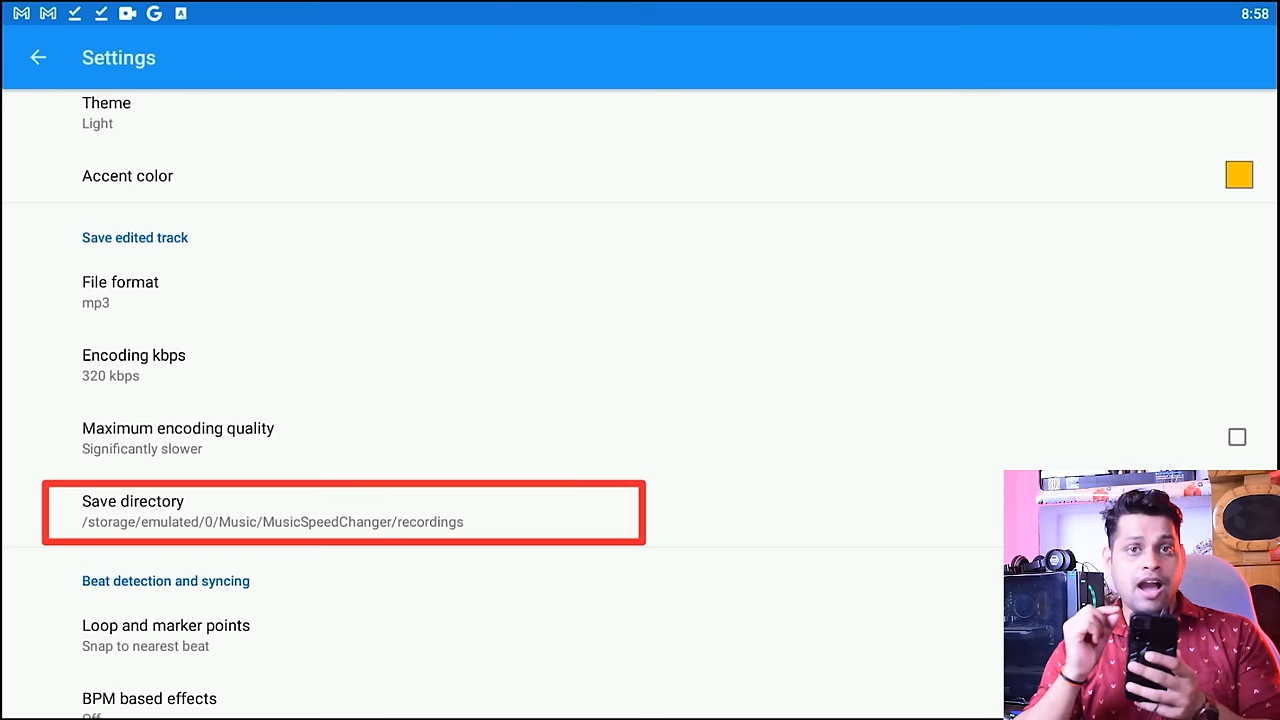 8:58
Settings
Theme
Light
Accent color
Save edited track
File format
mp3
Encoding kbps
320 kbps
Maximum encoding quality
Significantly slower
Save directory
/storage/emulated/0/Music/MusicSpeedChanger/recordings
Beat detection and syncing
Loop and marker points
Snap to nearest beat
BPM based effects
Off